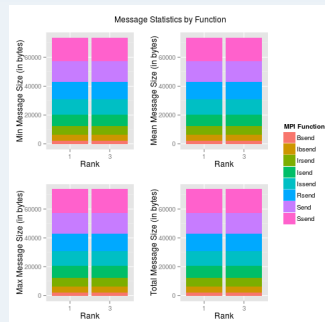 Message Statistics by Function
Min Message Size (in bytes)
60000
40000
20000
0
1
3
Rank
Mean Message Size (in bytes)
60000
40000
20000
0
1
3
Rank
Max Message Size (in bytes)
60000
40000
20000
0
1
3
Rank
Total Message Size (in bytes)
60000
40000
20000
0
1
3
Rank
MPI Function
Bsend
Ibsend
Irsend
Isend
Issend
Rsend
Send
Ssend